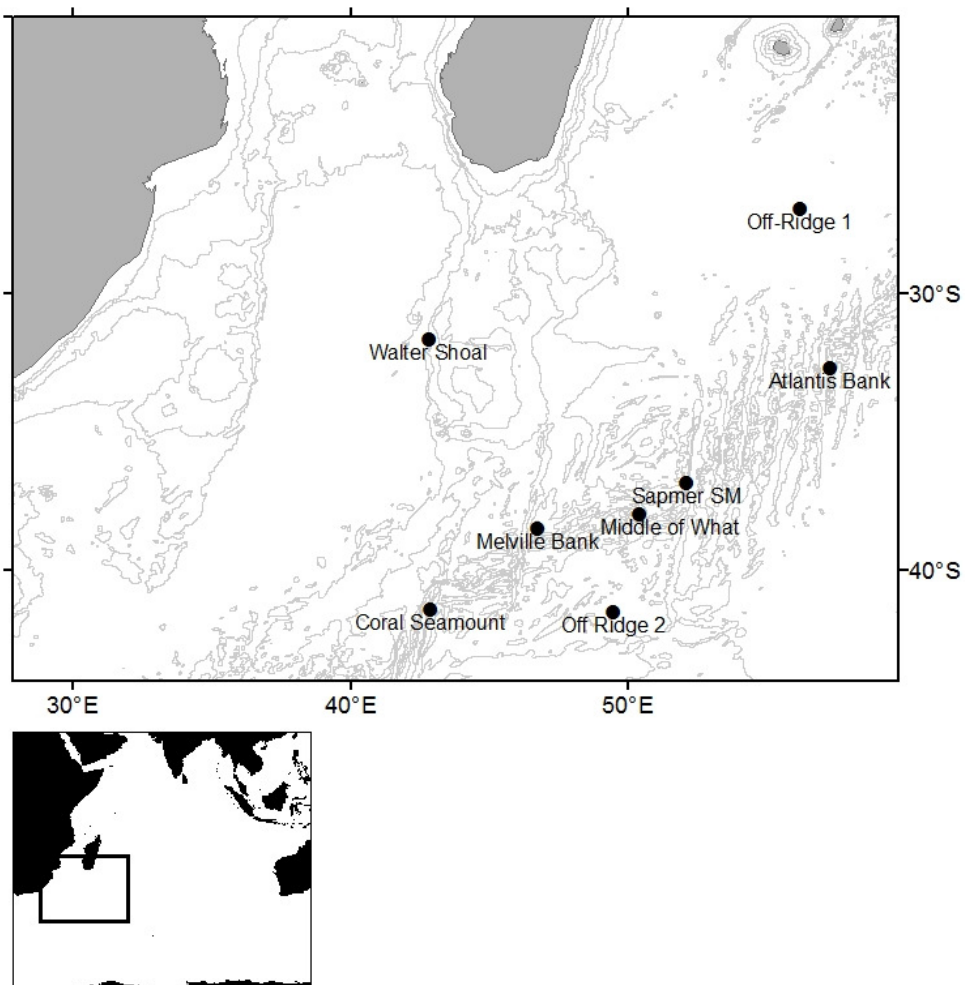 Off-Ridge 1
30°S
Walter Shoal
Atlantis Bank
Sapmer SM
Middle of What
Melville Bank
40°S
Coral Seamount
Off Ridge 2
30°E
40°E
50°E